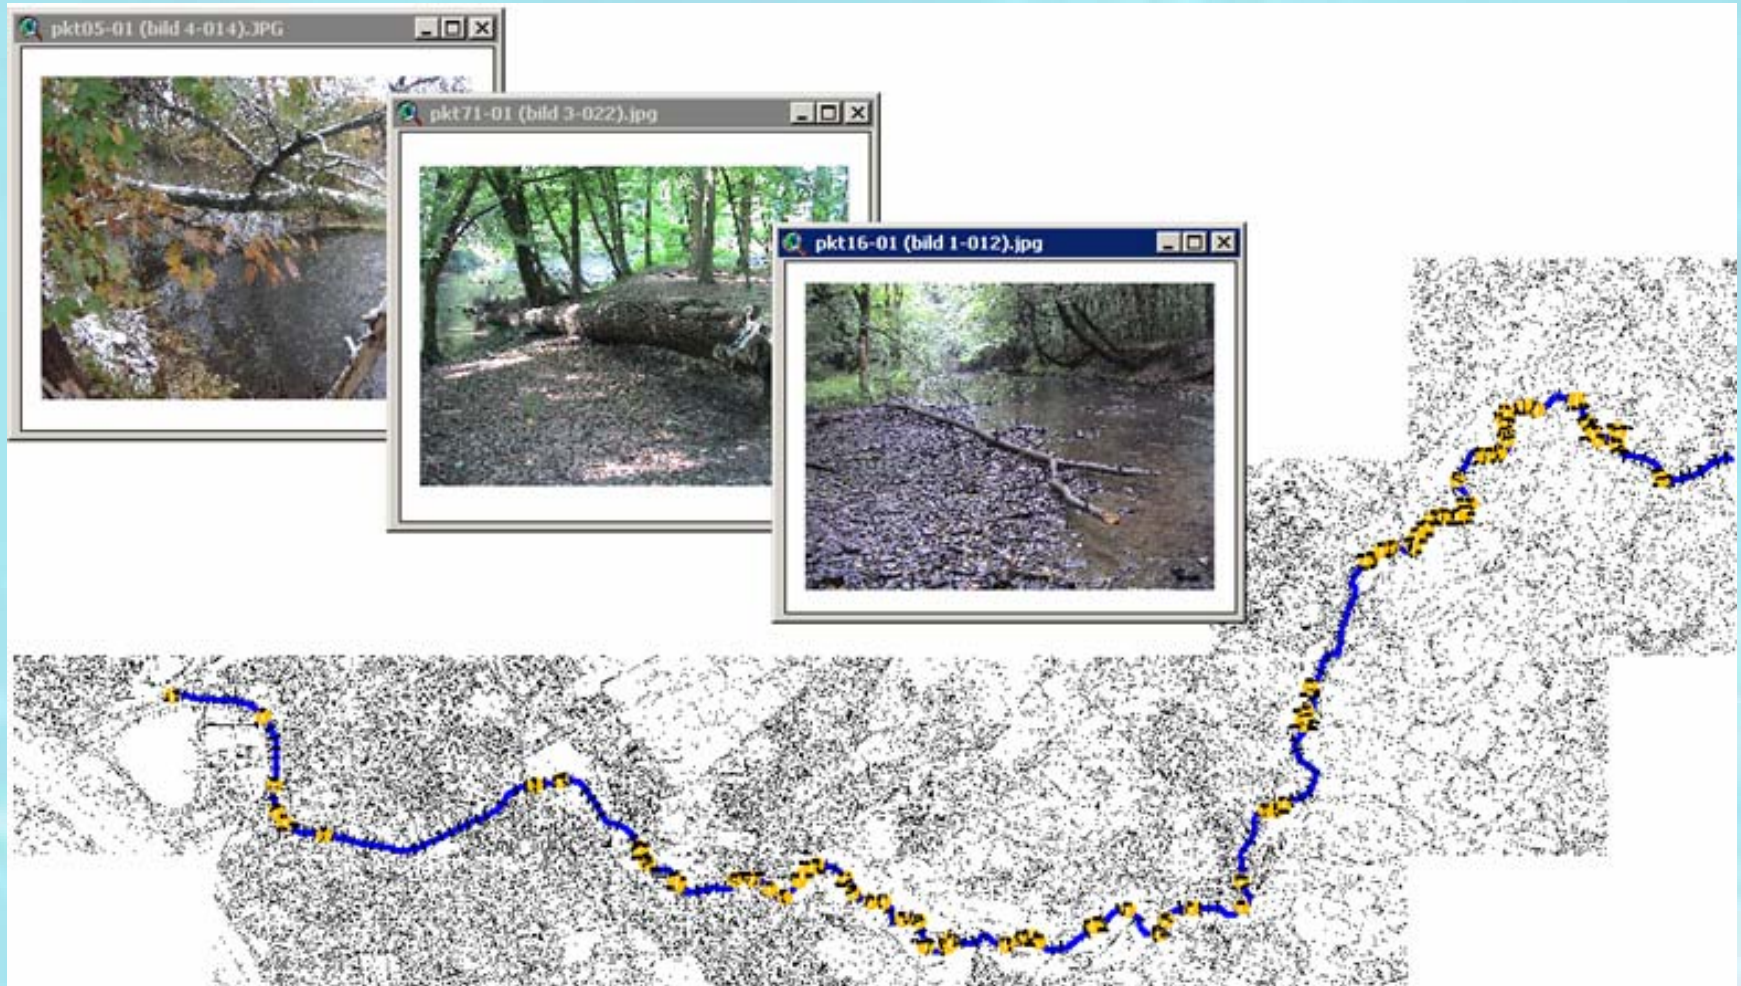 pkt05-01 (bild 4-014).JPG
pkt71-01 (bild 3-022).jpg
pkt16-01 (bild 1-012).jpg